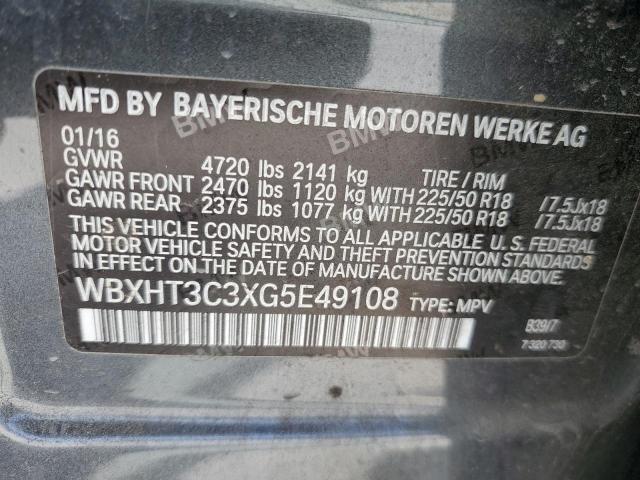 MFD BY BAYERISCHE MOTOREN WERKE AG
01/16
GVWR 4720 lbs 2141 kg TIRE / RIM
GAWR FRONT 2470 lbs 1120 kg WITH 225/50 R18 /7.5Jx18
GAWR REAR 2375 lbs 1077 kg WITH 225/50 R18 /7.5Jx18
THIS VEHICLE CONFORMS TO ALL APPLICABLE U.S. FEDERAL
MOTOR VEHICLE SAFETY AND THEFT PREVENTION STANDARDS
IN EFFECT ON THE DATE OF MANUFACTURE SHOWN ABOVE.
WBXHT3C3XG5E49108 TYPE: MPV
B39/7
7 320 730